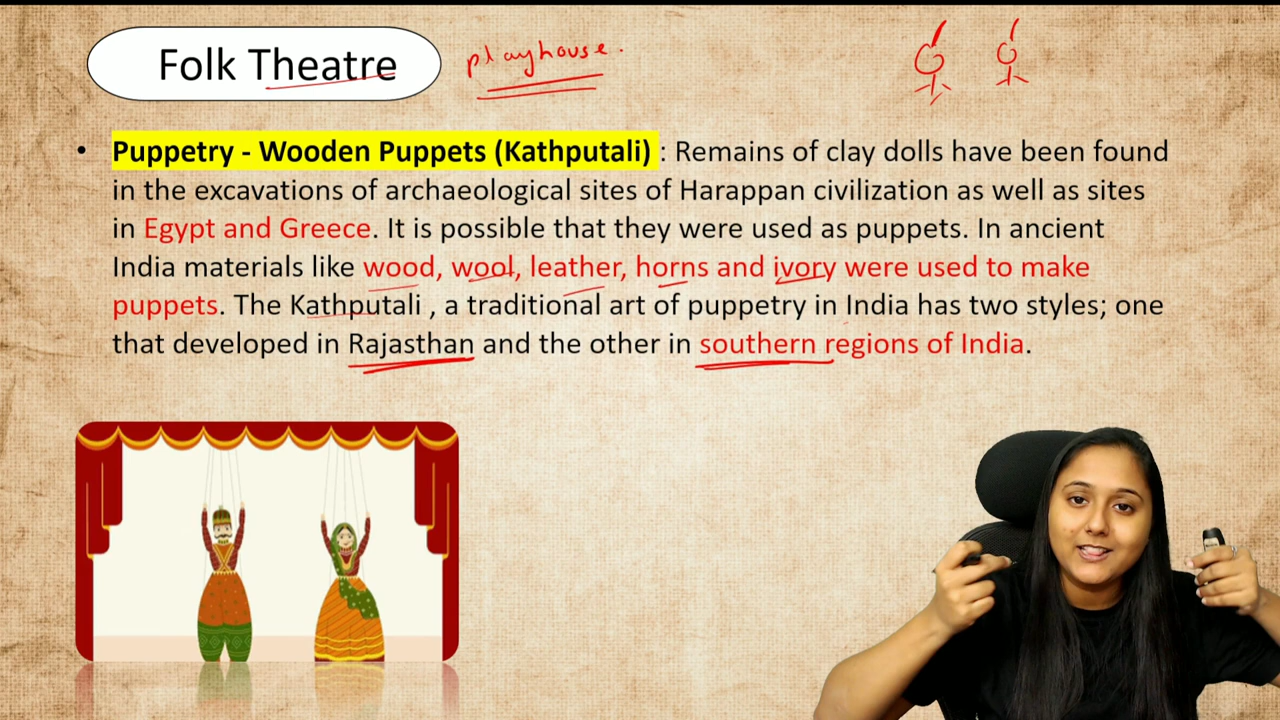 Folk Theatre playhouse.
• Puppetry - Wooden Puppets (Kathputali) : Remains of clay dolls have been found
in the excavations of archaeological sites of Harappan civilization as well as sites
in Egypt and Greece. It is possible that they were used as puppets. In ancient
India materials like wood, wool, leather, horns and ivory were used to make
puppets. The Kathputali , a traditional art of puppetry in India has two styles; one
that developed in Rajasthan and the other in southern regions of India.